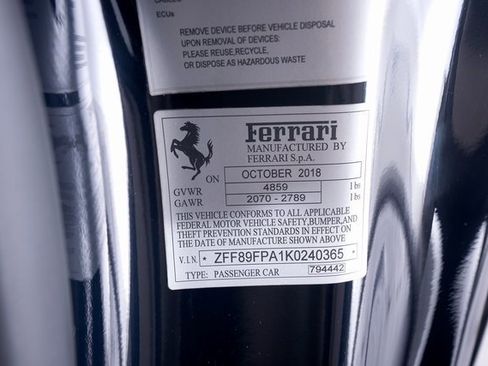 ECUs
REMOVE DEVICE BEFORE VEHICLE DISPOSAL
UPON REMOVAL OF DEVICES:
PLEASE REUSE,RECYCLE,
OR DISPOSE AS HAZARDOUS WASTE
Ferrari
MANUFACTURED BY
FERRARI S.p.A.
ON OCTOBER 2018
GVWR 4859 lbs
GAWR 2070 - 2789 lbs
THIS VEHICLE CONFORMS TO ALL APPLICABLE
FEDERAL MOTOR VEHICLE SAFETY,BUMPER,AND
THEFT PREVENTION STANDARDS IN EFFECT ON
THE DATE OF MANUFACTURE SHOWN ABOVE
V.I.N. * ZFF89FPA1K0240365 *
TYPE: PASSENGER CAR 794442